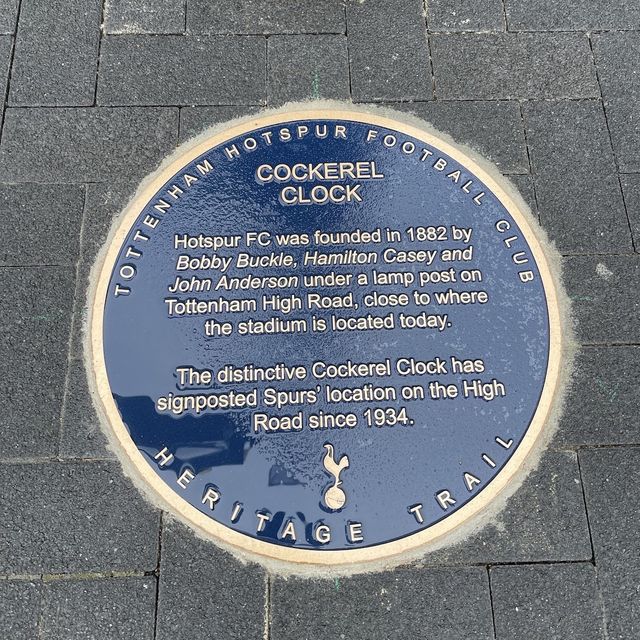 TOTTENHAM HOTSPUR FOOTBALL CLUB
COCKEREL
CLOCK
Hotspur FC was founded in 1882 by
Bobby Buckle, Hamilton Casey and
John Anderson under a lamp post on
Tottenham High Road, close to where
the stadium is located today.
The distinctive Cockerel Clock has
signposted Spurs' location on the High
Road since 1934.
HERITAGE TRAIL